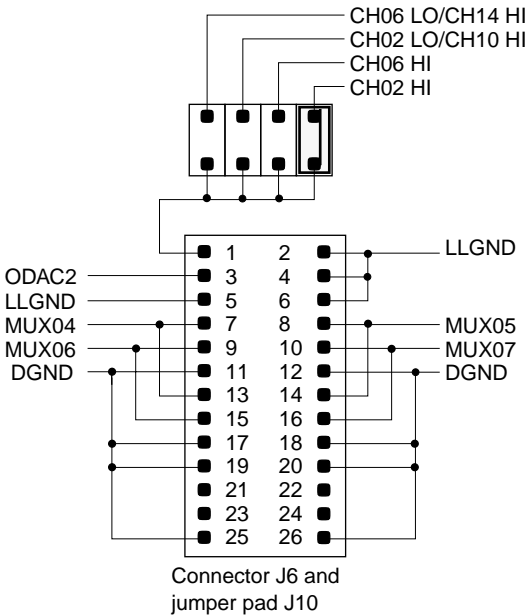 CH06 LO/CH14 HI
CH02 LO/CH10 HI
CH06 HI
CH02 HI
1 2 LLGND
ODAC2 3 4
LLGND 5 6
MUX04 7 8 MUX05
MUX06 9 10 MUX07
DGND 11 12 DGND
13 14
15 16
17 18
19 20
21 22
23 24
25 26
Connector J6 and
jumper pad J10